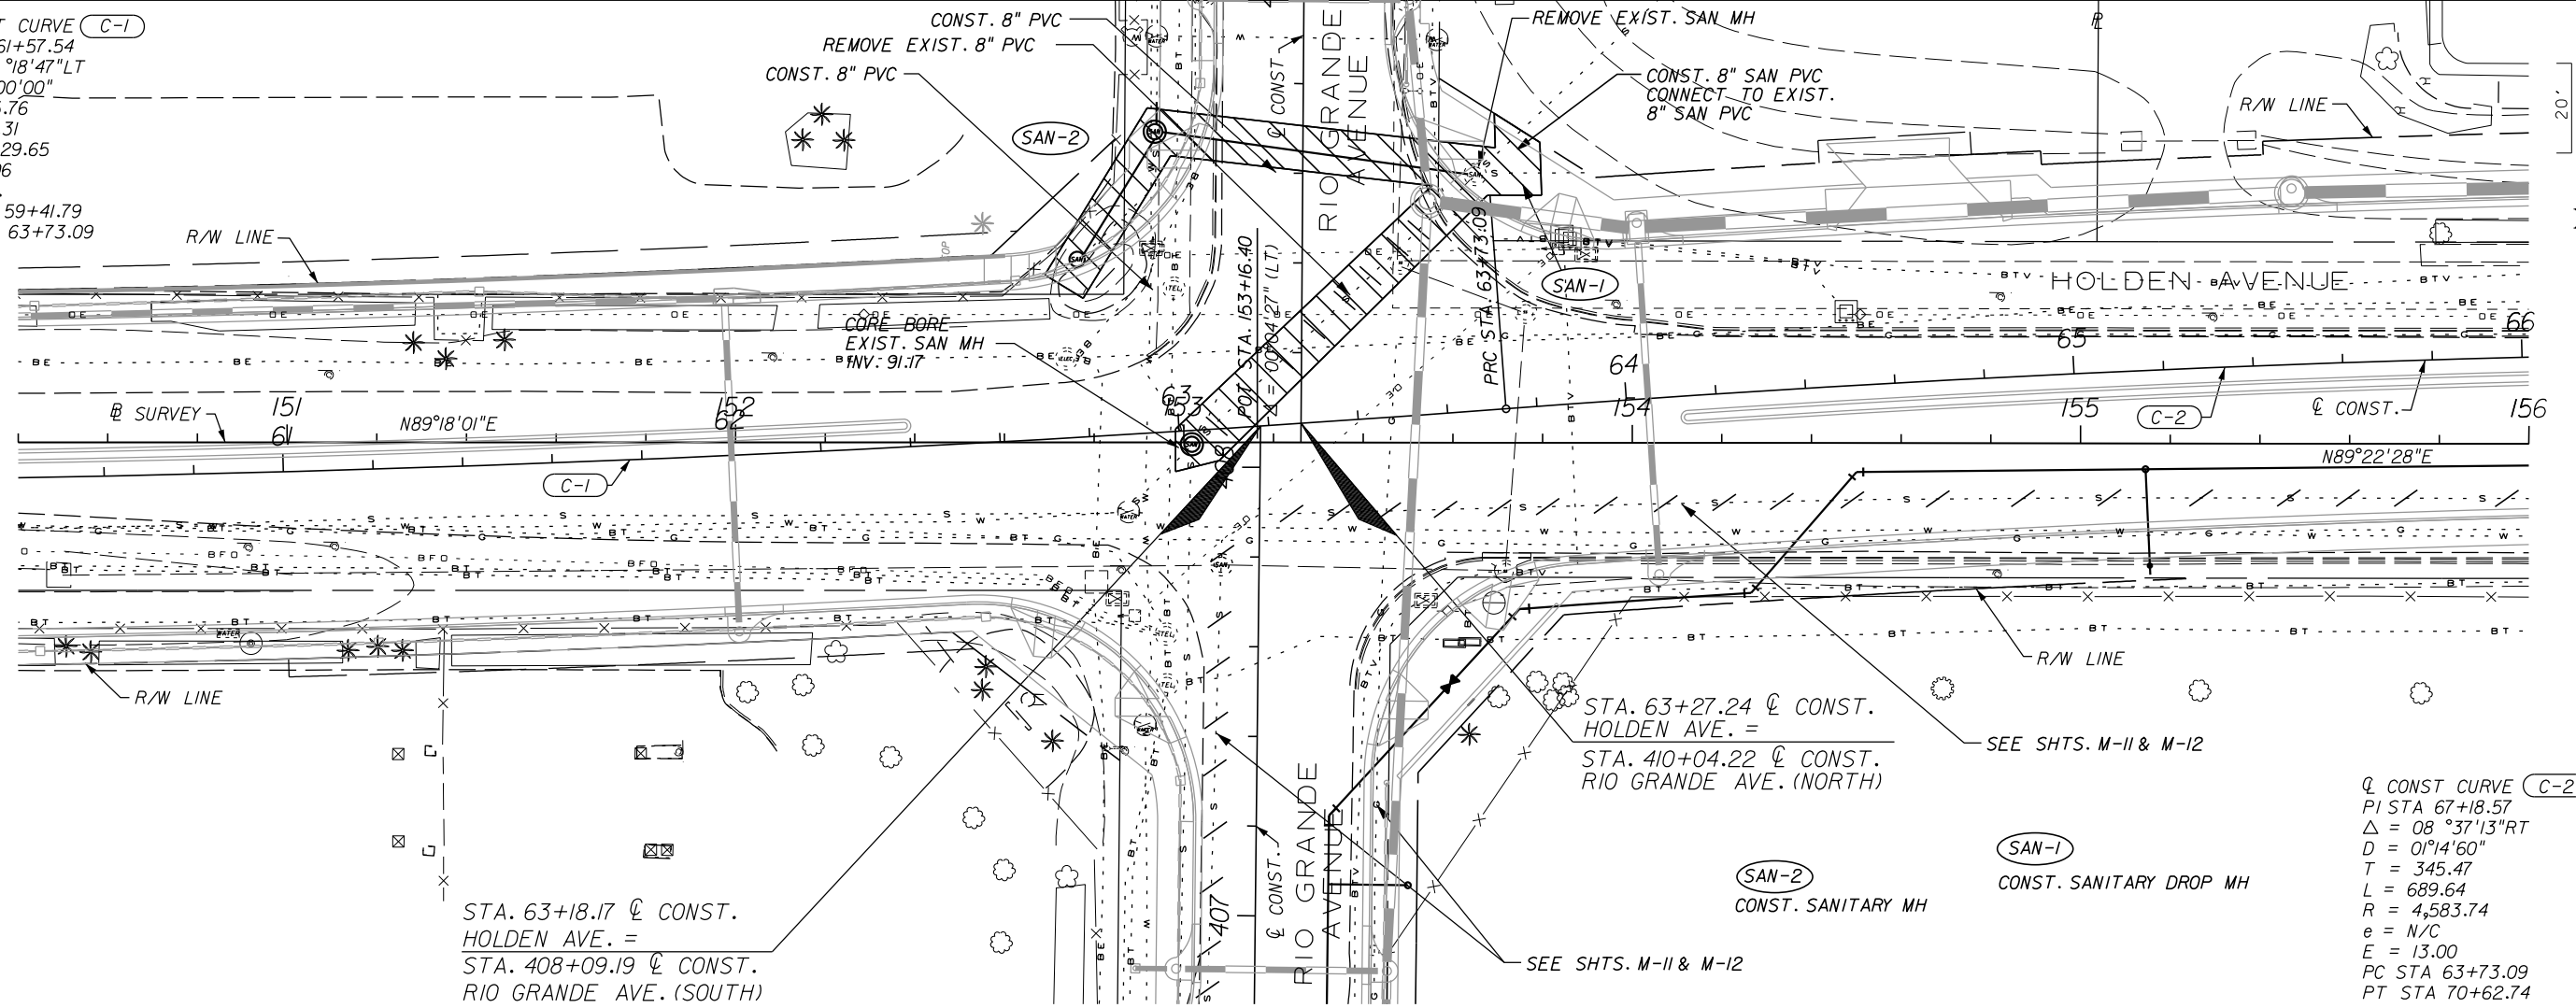 T CURVE C-1
61+57.54
°18'47"LT
00'00"
.76
.31
29.65
96
59+41.79
63+73.09
R/W LINE
CONST. 8" PVC
REMOVE EXIST. 8" PVC
CONST. 8" PVC
SAN-2
REMOVE EXIST. SAN MH
CONST. 8" SAN PVC
CONNECT TO EXIST.
8" SAN PVC
R/W LINE
20'
℄ CONST
RIO GRANDE
AVENUE
POT STA. 153+16.40
Δ = 00°04'27" (LT)
PRC STA. 63+73.09
SAN-1
HOLDEN AVENUE
CORE BORE
EXIST. SAN MH
INV. 91.17
℄ SURVEY
151
61
N89°18'01"E
152
62
63
153
408
64
154
65
155
66
156
C-2
℄ CONST.
N89°22'28"E
C-1
R/W LINE
R/W LINE
STA. 63+27.24 ℄ CONST.
HOLDEN AVE. =
STA. 410+04.22 ℄ CONST.
RIO GRANDE AVE. (NORTH)
SEE SHTS. M-11 & M-12
STA. 63+18.17 ℄ CONST.
HOLDEN AVE. =
STA. 408+09.19 ℄ CONST.
RIO GRANDE AVE. (SOUTH)
407
℄ CONST.
RIO GRANDE
AVENUE
SEE SHTS. M-11 & M-12
SAN-2
CONST. SANITARY MH
SAN-1
CONST. SANITARY DROP MH
℄ CONST CURVE C-2
PI STA 67+18.57
Δ = 08 °37'13"RT
D = 01°14'60"
T = 345.47
L = 689.64
R = 4,583.74
e = N/C
E = 13.00
PC STA 63+73.09
PT STA 70+62.74